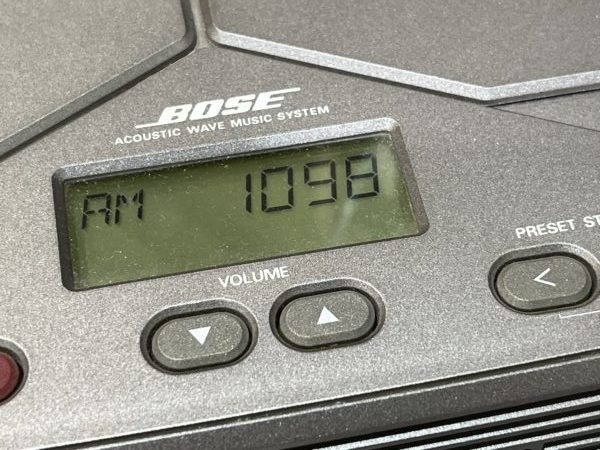 BOSE
ACOUSTIC WAVE MUSIC SYSTEM
AM 1098
VOLUME
PRESET ST